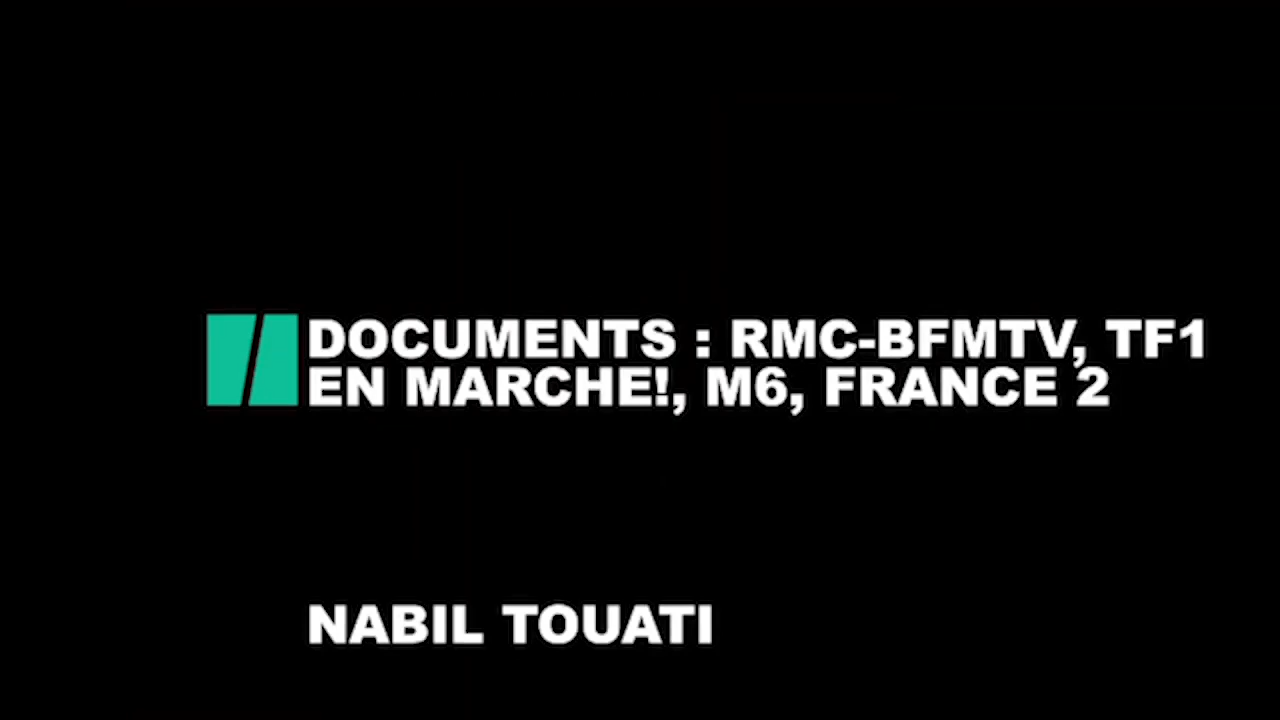 DOCUMENTS : RMC-BFMTV, TF1
EN MARCHE!, M6, FRANCE 2
NABIL TOUATI